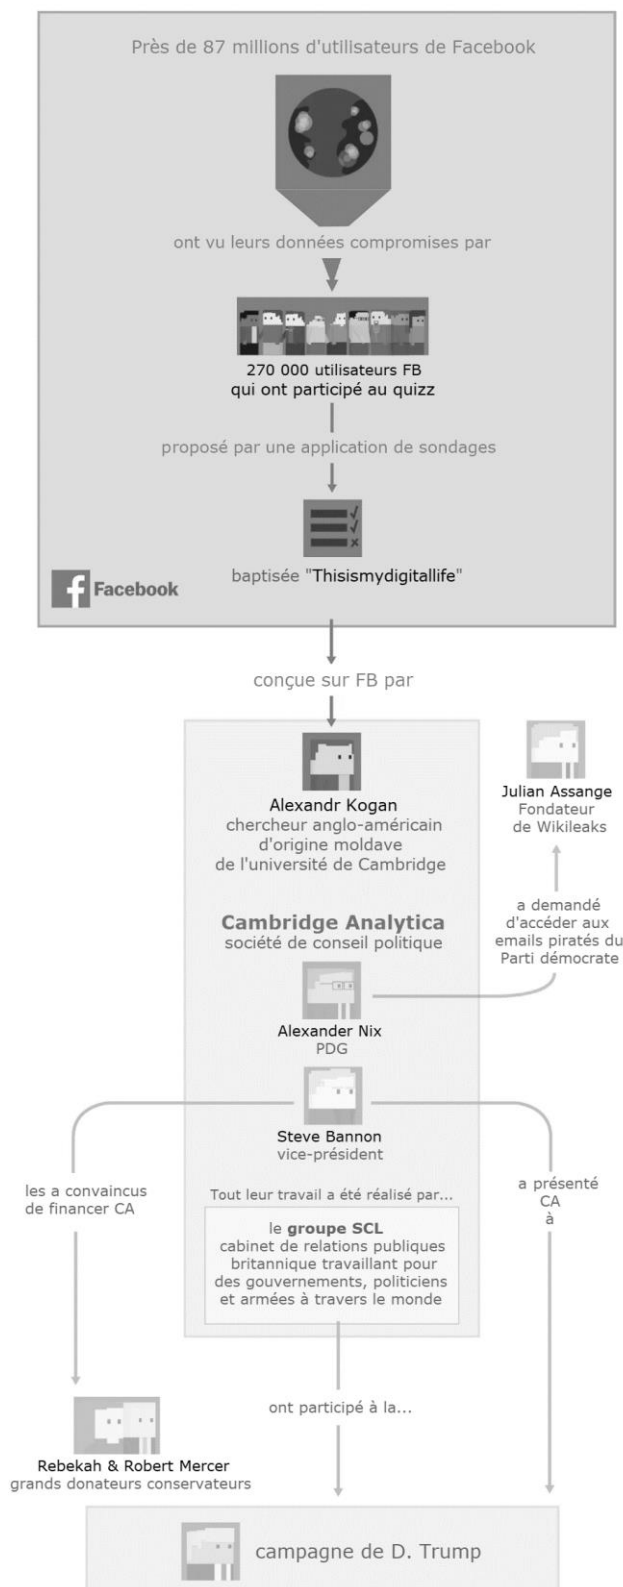 Près de 87 millions d'utilisateurs de Facebook
ont vu leurs données compromises par
270 000 utilisateurs FB
qui ont participé au quizz
proposé par une application de sondages
baptisée "Thisismydigitallife"
f Facebook
conçue sur FB par
Alexandr Kogan
chercheur anglo-américain
d'origine moldave
de l'université de Cambridge
Julian Assange
Fondateur
de Wikileaks
a demandé
d'accéder aux
emails piratés du
Parti démocrate
Cambridge Analytica
société de conseil politique
Alexander Nix
PDG
Steve Bannon
vice-président
les a convaincus
de financer CA
a présenté
CA
à
Tout leur travail a été réalisé par...
le groupe SCL
cabinet de relations publiques
britannique travaillant pour
des gouvernements, politiciens
et armées à travers le monde
ont participé à la...
Rebekah & Robert Mercer
grands donateurs conservateurs
campagne de D. Trump